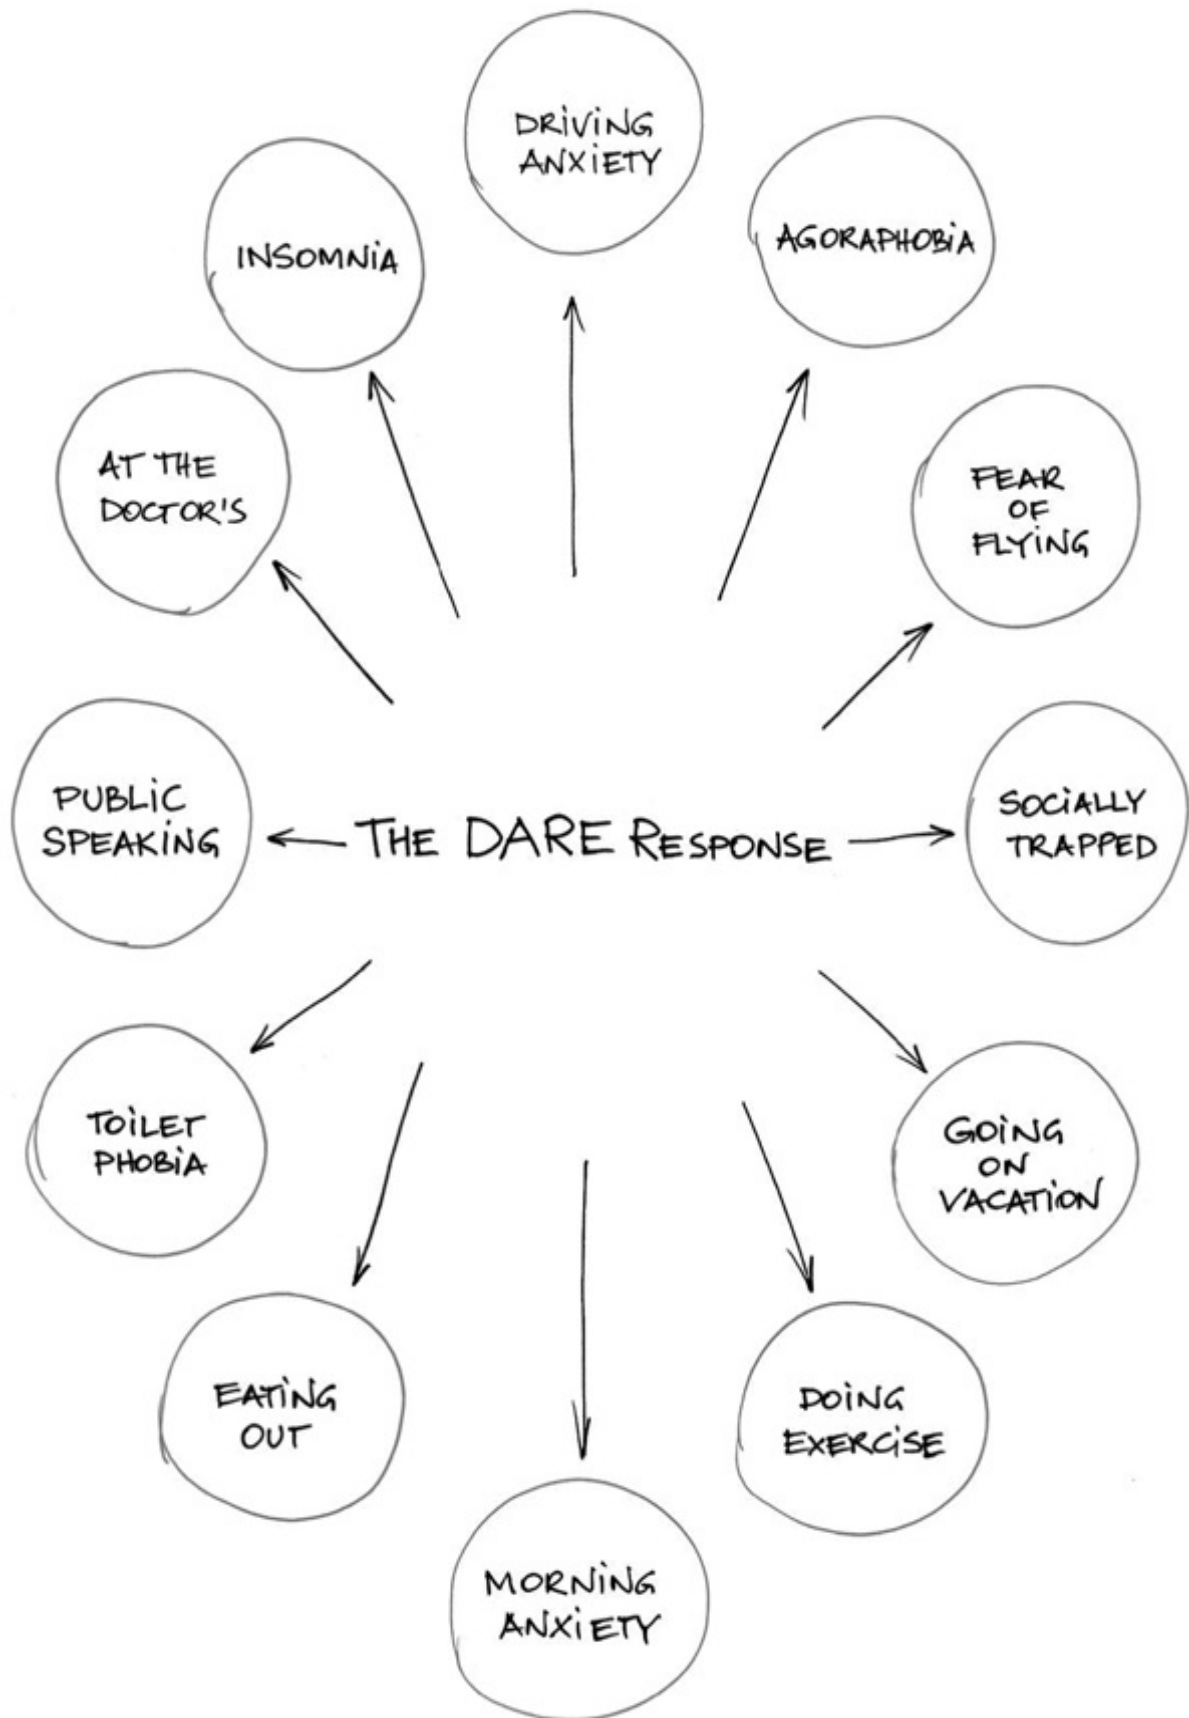 DRIVING
ANXIETY
AGORAPHOBIA
INSOMNIA
FEAR
OF
FLYING
AT THE
DOCTOR'S
SOCIALLY
TRAPPED
PUBLIC
SPEAKING
THE DARE RESPONSE
GOING
ON
VACATION
TOILET
PHOBIA
DOING
EXERCISE
EATING
OUT
MORNING
ANXIETY